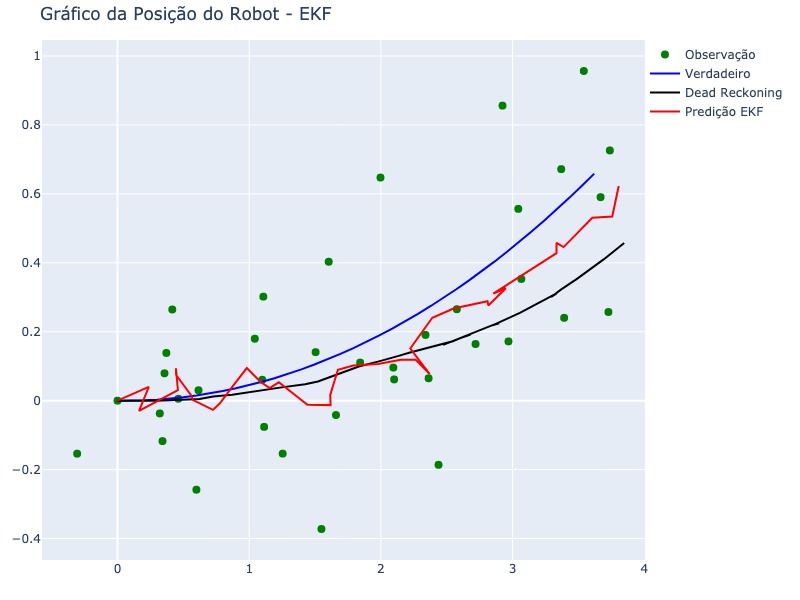 Gráfico da Posição do Robot - EKF
Observação
Verdadeiro
Dead Reckoning
Predição EKF
1
0.8
0.6
0.4
0.2
0
−0.2
−0.4
0 1 2 3 4